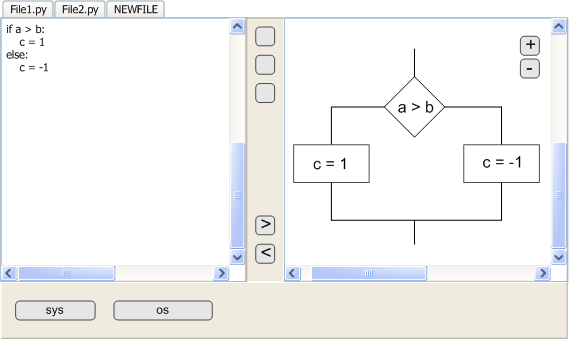 File1.py File2.py NEWFILE
if a > b:
    c = 1
else:
    c = -1
+
-
a > b
c = 1
c = -1
>
<
sys
os